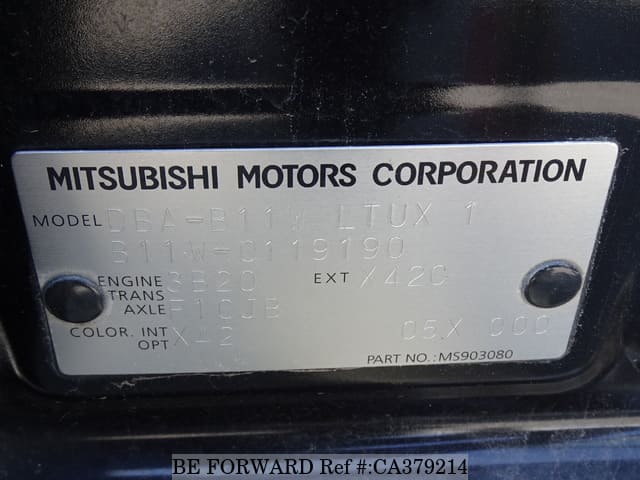 MITSUBISHI MOTORS CORPORATION
MODEL DBA-B11W LTUX 1
B11W-0119190
ENGINE 3B20 EXT X42C
TRANS
AXLE F1CJB
COLOR. INT X42 05X 000
OPT
PART NO.:MS903080
BE FORWARD Ref #:CA379214